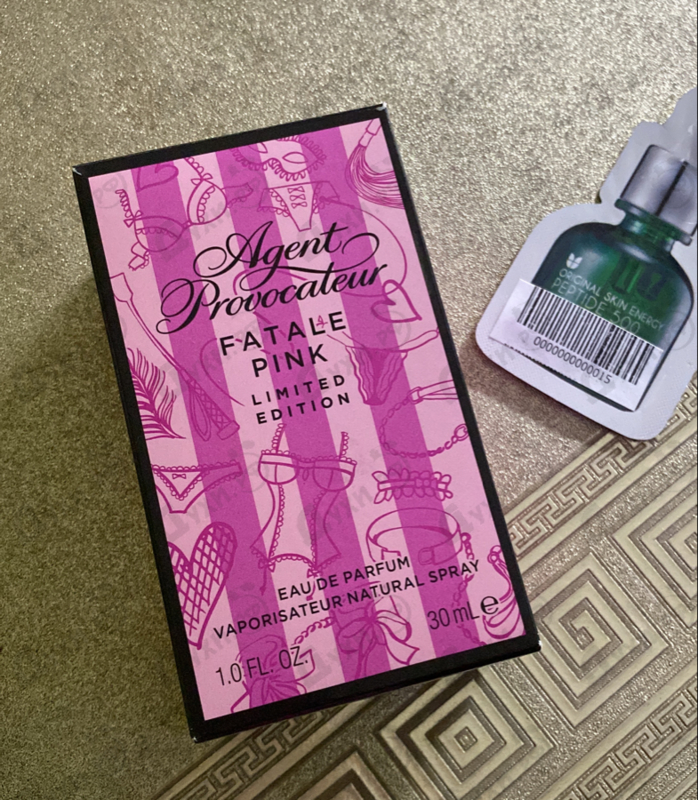 Agent
Provocateur
FATALE
PINK
LIMITED
EDITION
EAU DE PARFUM
VAPORISATEUR NATURAL SPRAY
30 mL e
1.0 FL. OZ.
ORIGINAL SKIN ENERGY
PEPTIDE 500
0000000000015